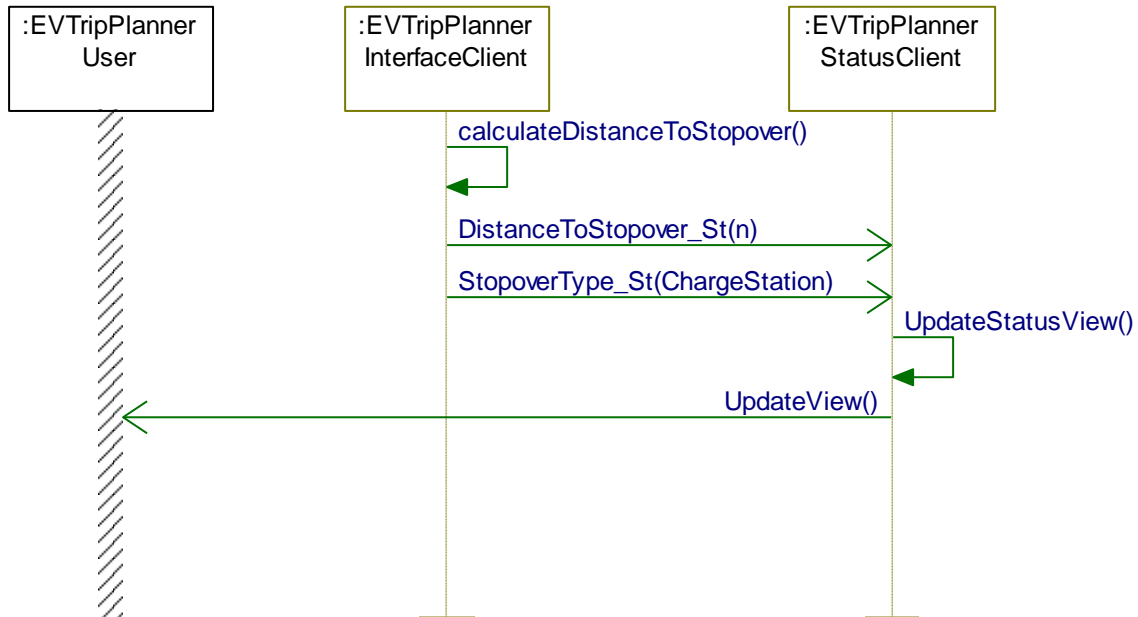 :EVTripPlanner
User
:EVTripPlanner
InterfaceClient
:EVTripPlanner
StatusClient
calculateDistanceToStopover()
DistanceToStopover_St(n)
StopoverType_St(ChargeStation)
UpdateStatusView()
UpdateView()